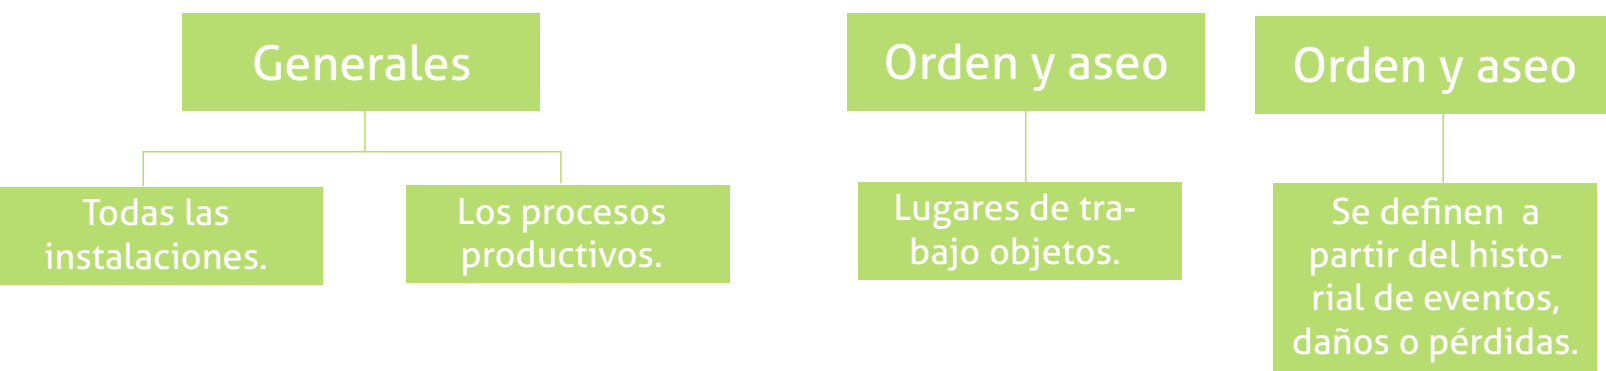 Generales
Todas las
instalaciones.
Los procesos
productivos.
Orden y aseo
Lugares de tra-
bajo objetos.
Orden y aseo
Se definen a
partir del histo-
rial de eventos,
daños o pérdidas.